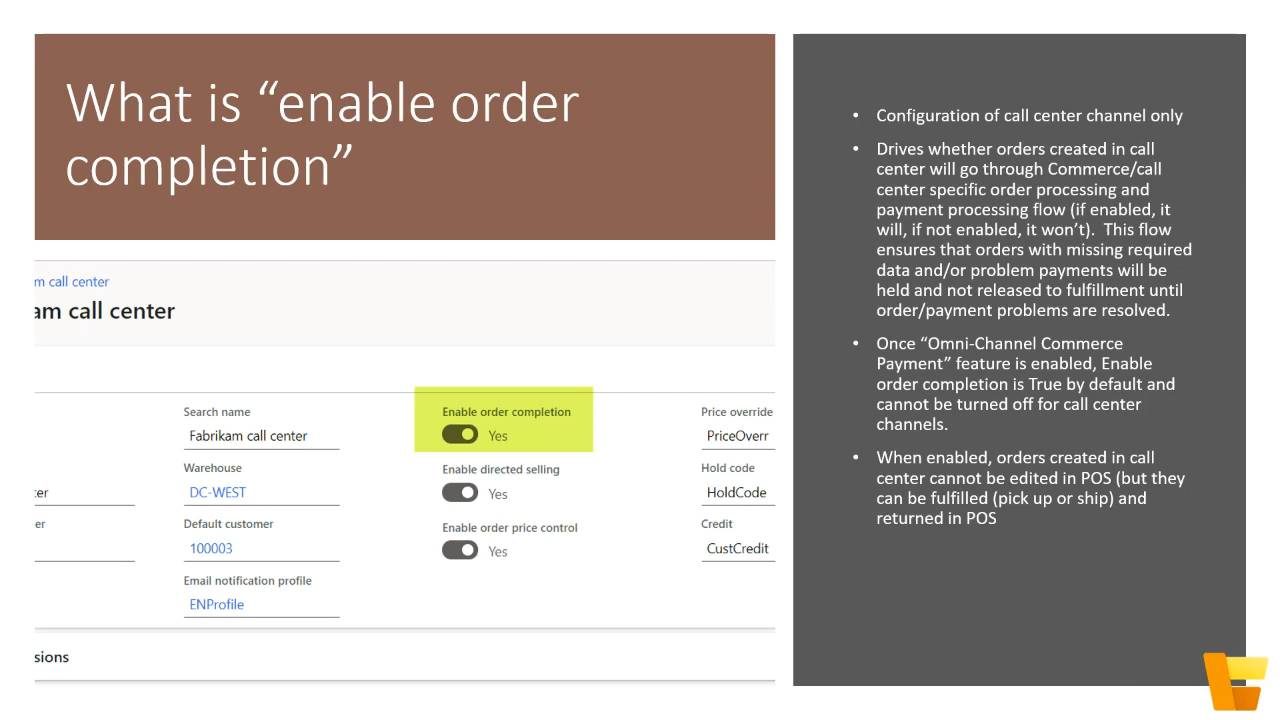 What is “enable order
completion”
m call center
am call center
Search name
Fabrikam call center
Warehouse
DC-WEST
ter
Default customer
er
100003
Email notification profile
ENProfile
Enable order completion
Yes
Enable directed selling
Yes
Enable order price control
Yes
Price override
PriceOverr
Hold code
HoldCode
Credit
CustCredit
sions
• Configuration of call center channel only
• Drives whether orders created in call
center will go through Commerce/call
center specific order processing and
payment processing flow (if enabled, it
will, if not enabled, it won’t).  This flow
ensures that orders with missing required
data and/or problem payments will be
held and not released to fulfillment until
order/payment problems are resolved.
• Once “Omni-Channel Commerce
Payment” feature is enabled, Enable
order completion is True by default and
cannot be turned off for call center
channels.
• When enabled, orders created in call
center cannot be edited in POS (but they
can be fulfilled (pick up or ship) and
returned in POS